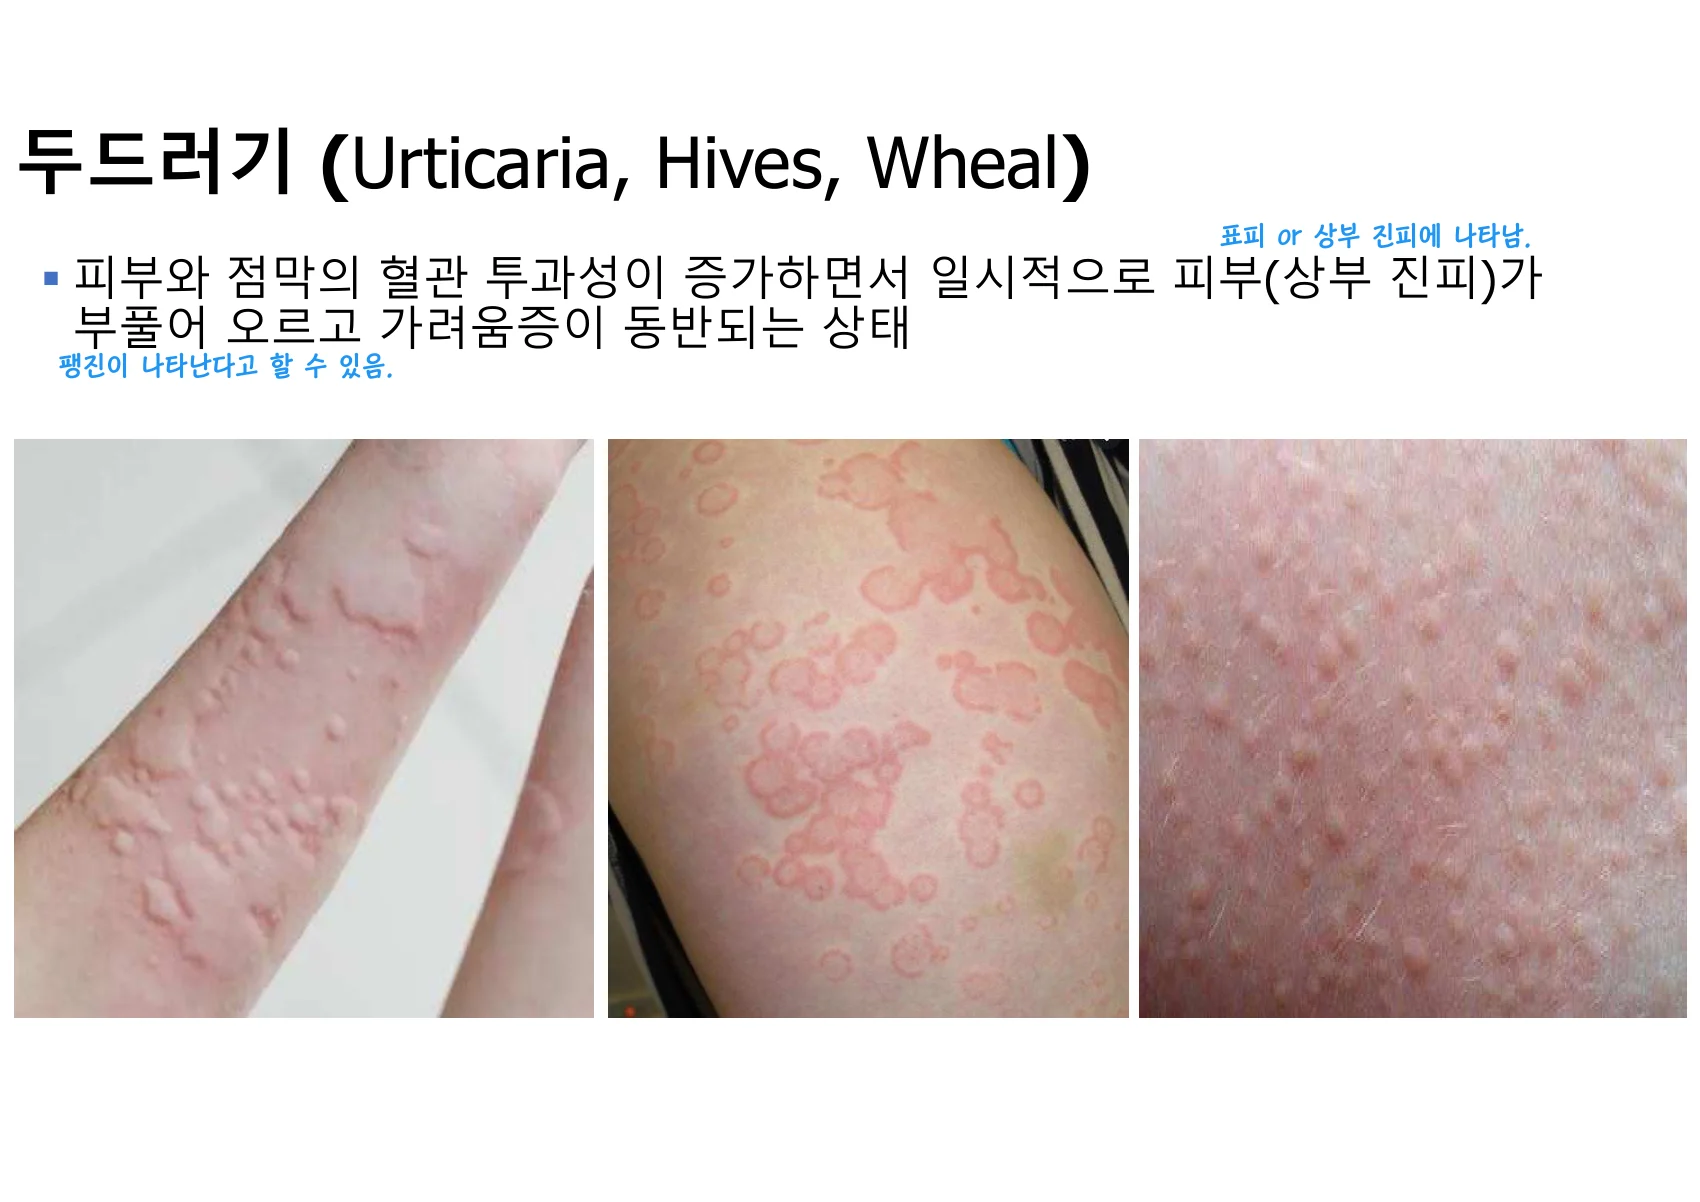 두드러기 (Urticaria, Hives, Wheal)
표피 or 상부 진피에 나타남.
▪ 피부와 점막의 혈관 투과성이 증가하면서 일시적으로 피부(상부 진피)가
부풀어 오르고 가려움증이 동반되는 상태
팽진이 나타난다고 할 수 있음.